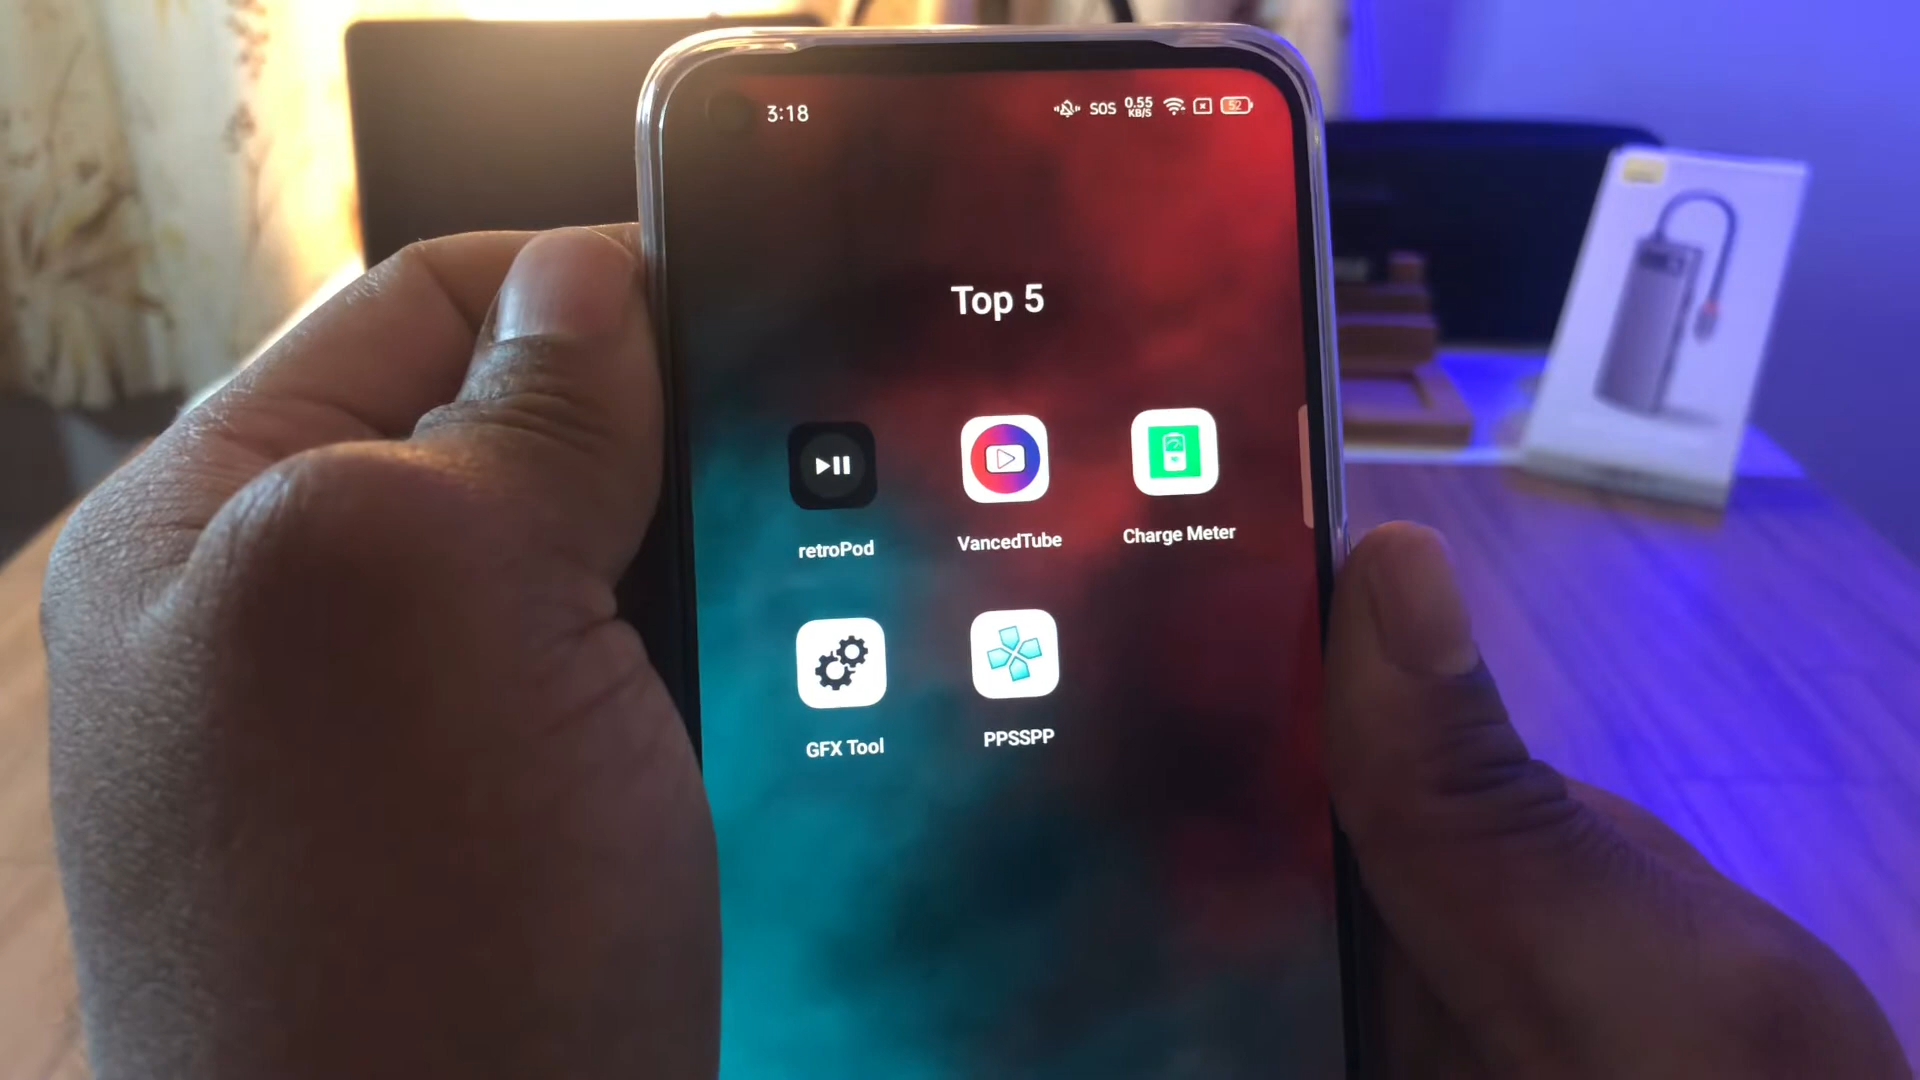 3:18
SOS 0.55 KB/S 52
Top 5
retroPod VancedTube Charge Meter
GFX Tool PPSSPP